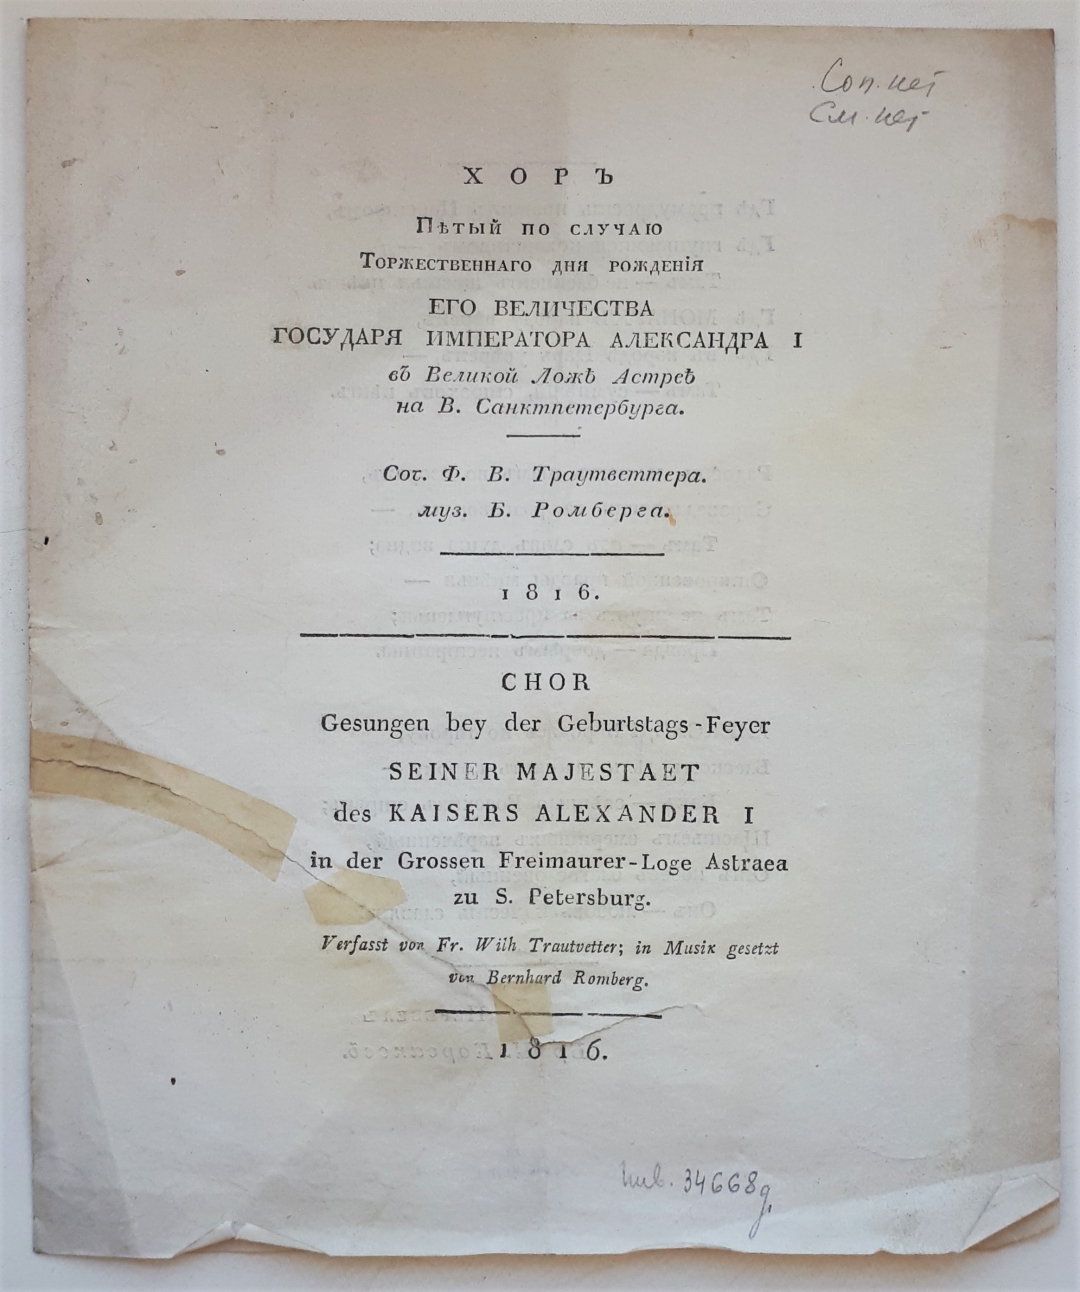 Соп. нет
См. нет
ХОРЪ
Пѣтый по случаю
Торжественнаго дня рожденія
ЕГО ВЕЛИЧЕСТВА
ГОСУДАРЯ ИМПЕРАТОРА АЛЕКСАНДРА I
въ Великой Ложѣ Астреѣ
на В. Санктпетербурга.
Соч. Ф. В. Траутветтера.
муз. Б. Ромберга.
1816.
CHOR
Gesungen bey der Geburtstags-Feyer
SEINER MAJESTAET
des KAISERS ALEXANDER I
in der Grossen Freimaurer-Loge Astraea
zu S. Petersburg.
Verfasst von Fr. Wilh Trautvetter; in Musik gesetzt
von Bernhard Romberg.
1816.
Инв. 34668д